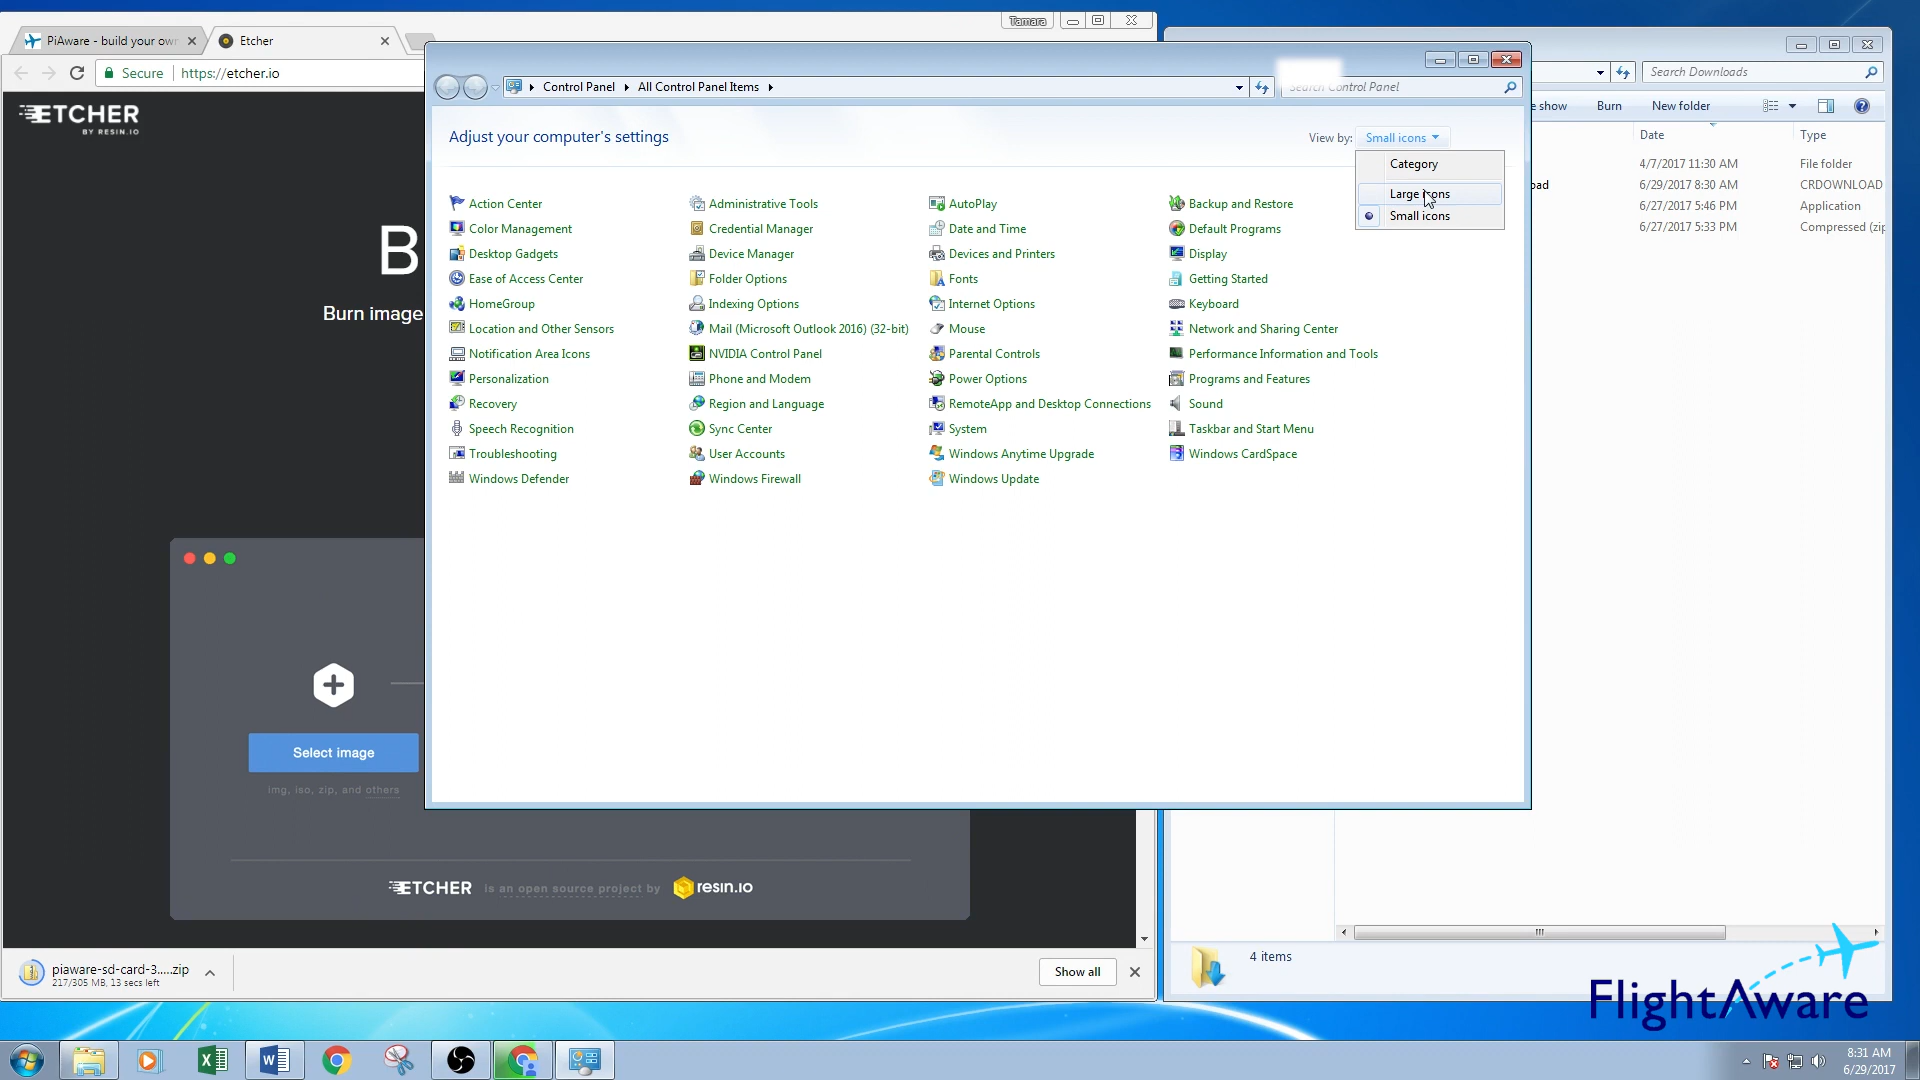 Tamara
PiAware - build your own
Etcher
Secure
https://etcher.io
ETCHER
BY RESIN.IO
B
Burn image
Select image
img, iso, zip, and others
ETCHER is an open source project by resin.io
piaware-sd-card-3.....zip
217/305 MB, 13 secs left
Show all
Control Panel
All Control Panel Items
Search Control Panel
Adjust your computer's settings
View by:
Small icons
Category
Large icons
Small icons
Action Center
Administrative Tools
AutoPlay
Backup and Restore
Color Management
Credential Manager
Date and Time
Default Programs
Desktop Gadgets
Device Manager
Devices and Printers
Display
Ease of Access Center
Folder Options
Fonts
Getting Started
HomeGroup
Indexing Options
Internet Options
Keyboard
Location and Other Sensors
Mail (Microsoft Outlook 2016) (32-bit)
Mouse
Network and Sharing Center
Notification Area Icons
NVIDIA Control Panel
Parental Controls
Performance Information and Tools
Personalization
Phone and Modem
Power Options
Programs and Features
Recovery
Region and Language
RemoteApp and Desktop Connections
Sound
Speech Recognition
Sync Center
System
Taskbar and Start Menu
Troubleshooting
User Accounts
Windows Anytime Upgrade
Windows CardSpace
Windows Defender
Windows Firewall
Windows Update
Search Downloads
e show
Burn
New folder
Date
Type
4/7/2017 11:30 AM
File folder
oad
6/29/2017 8:30 AM
CRDOWNLOAD
6/27/2017 5:46 PM
Application
6/27/2017 5:33 PM
Compressed (zip
4 items
FlightAware
8:31 AM
6/29/2017